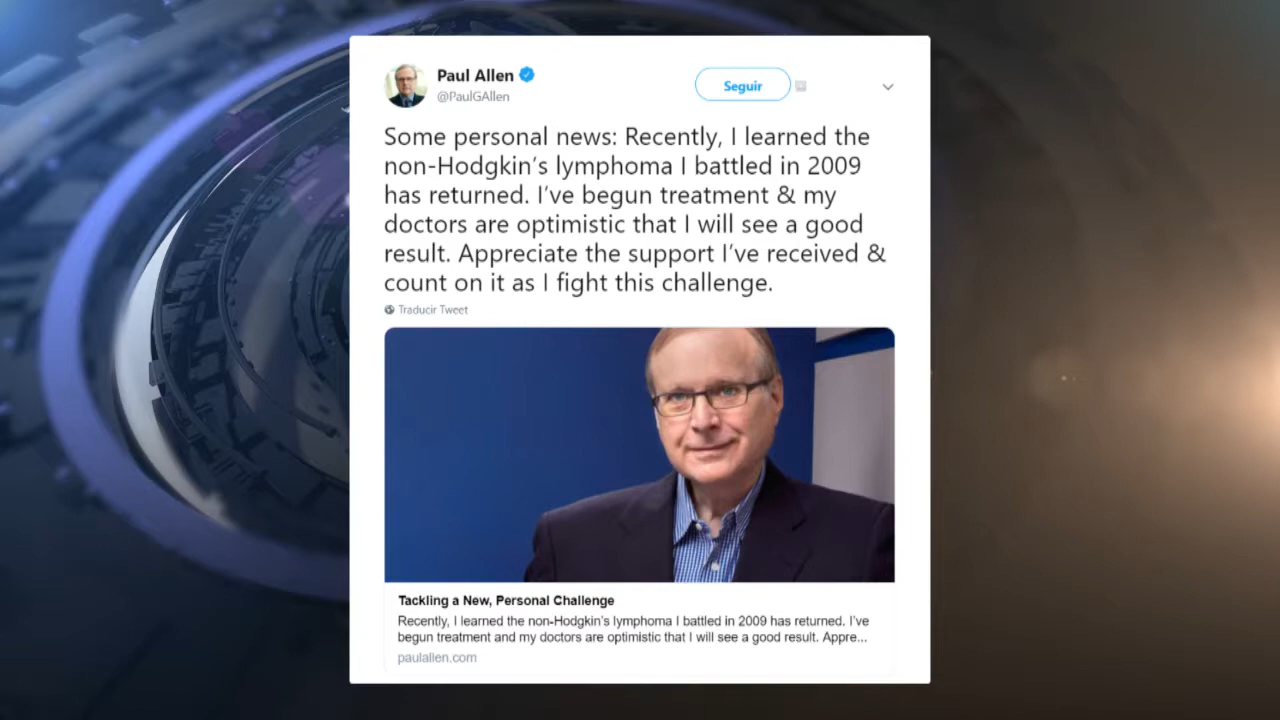 Paul Allen
@PaulGAllen
Seguir
Some personal news: Recently, I learned the
non-Hodgkin's lymphoma I battled in 2009
has returned. I've begun treatment & my
doctors are optimistic that I will see a good
result. Appreciate the support I've received &
count on it as I fight this challenge.
Traducir Tweet
Tackling a New, Personal Challenge
Recently, I learned the non-Hodgkin's lymphoma I battled in 2009 has returned. I've
begun treatment and my doctors are optimistic that I will see a good result. Appre...
paulallen.com